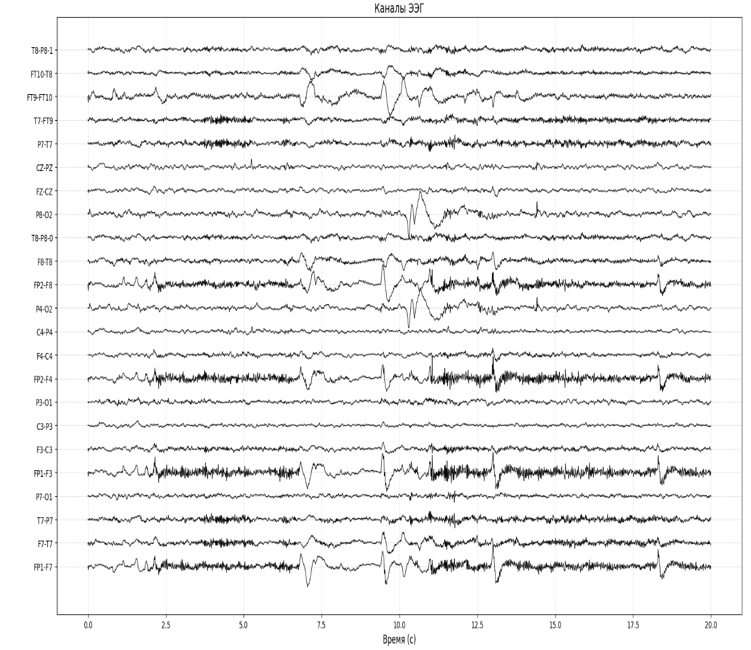 Каналы ЭЭГ
T8-P8-1
FT10-T8
FT9-FT10
T7-FT9
P7-T7
CZ-PZ
FZ-CZ
P8-O2
T8-P8-0
F8-T8
FP2-F8
P4-O2
C4-P4
F4-C4
FP2-F4
P3-O1
C3-P3
F3-C3
FP1-F3
P7-O1
T7-P7
F7-T7
FP1-F7
0.0 2.5 5.0 7.5 10.0 12.5 15.0 17.5 20.0
Время (с)